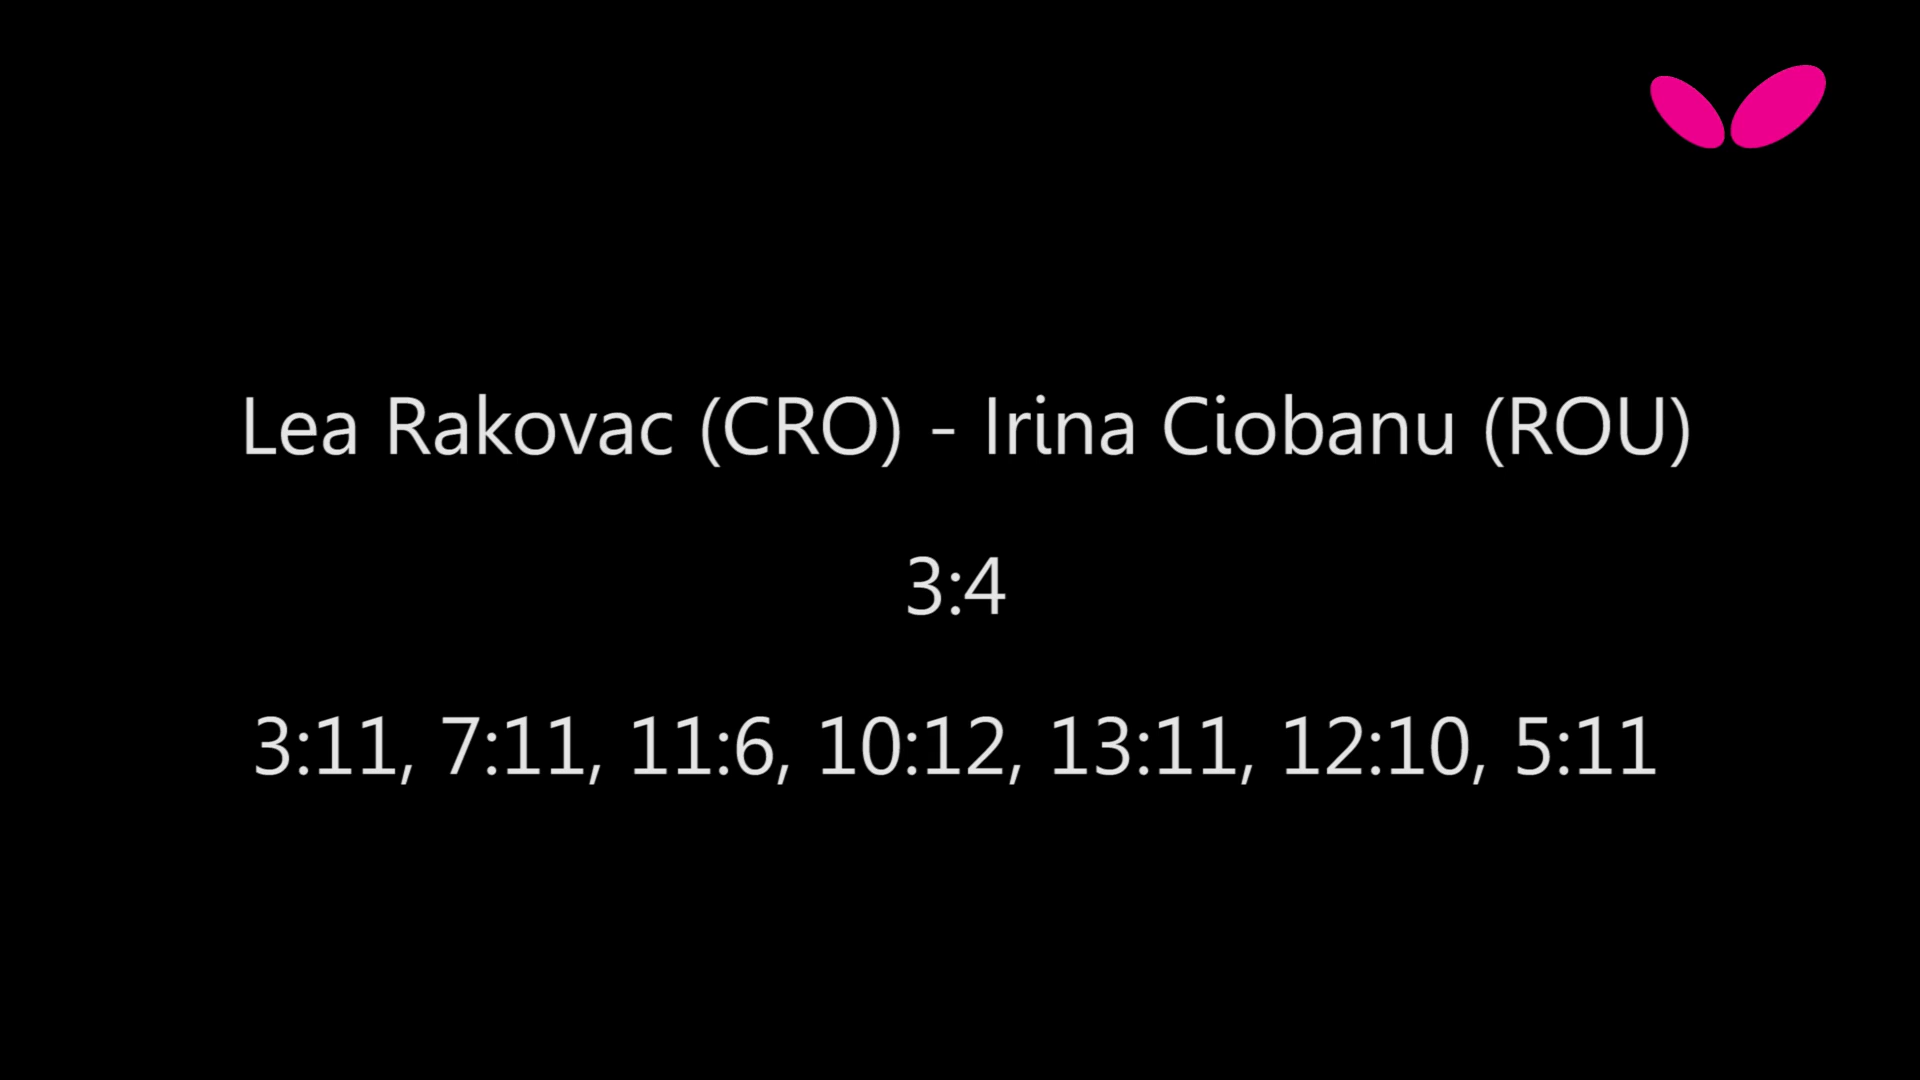 Lea Rakovac (CRO) - Irina Ciobanu (ROU)
3:4
3:11, 7:11, 11:6, 10:12, 13:11, 12:10, 5:11